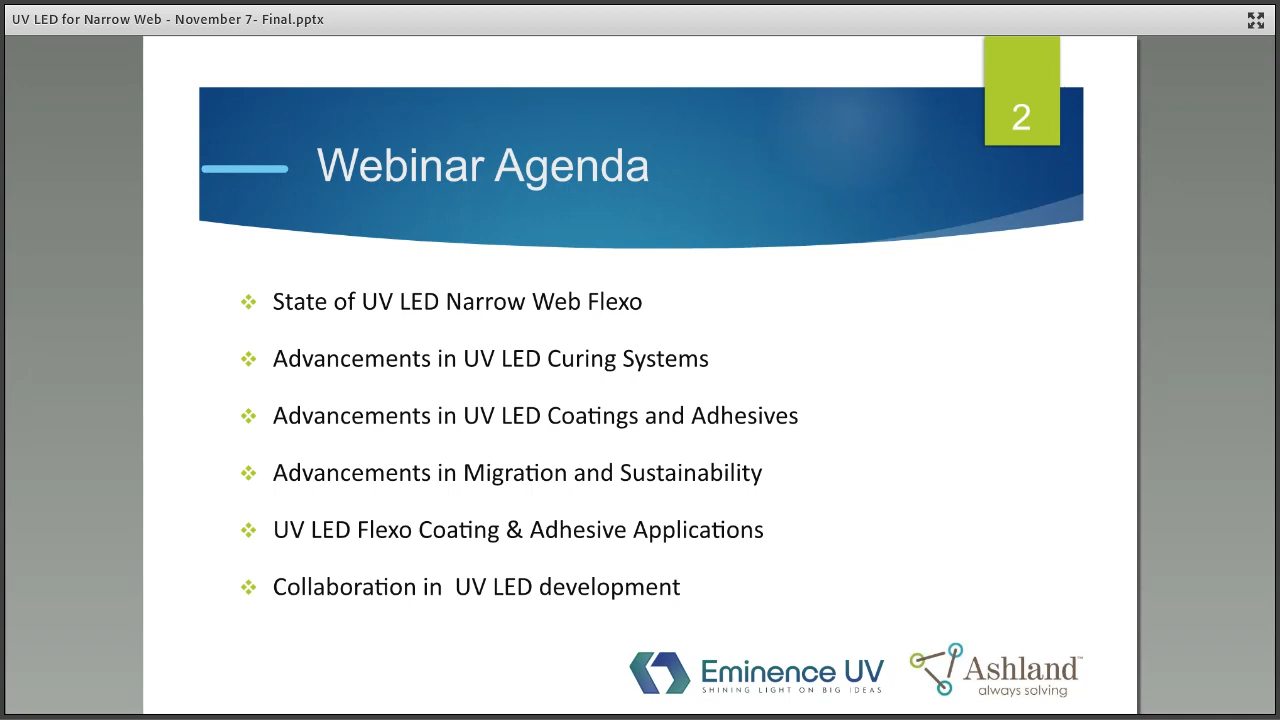 UV LED for Narrow Web - November 7- Final.pptx
2
Webinar Agenda
State of UV LED Narrow Web Flexo
Advancements in UV LED Curing Systems
Advancements in UV LED Coatings and Adhesives
Advancements in Migration and Sustainability
UV LED Flexo Coating & Adhesive Applications
Collaboration in  UV LED development
Eminence UV
SHINING LIGHT ON BIG IDEAS
Ashland™
always solving